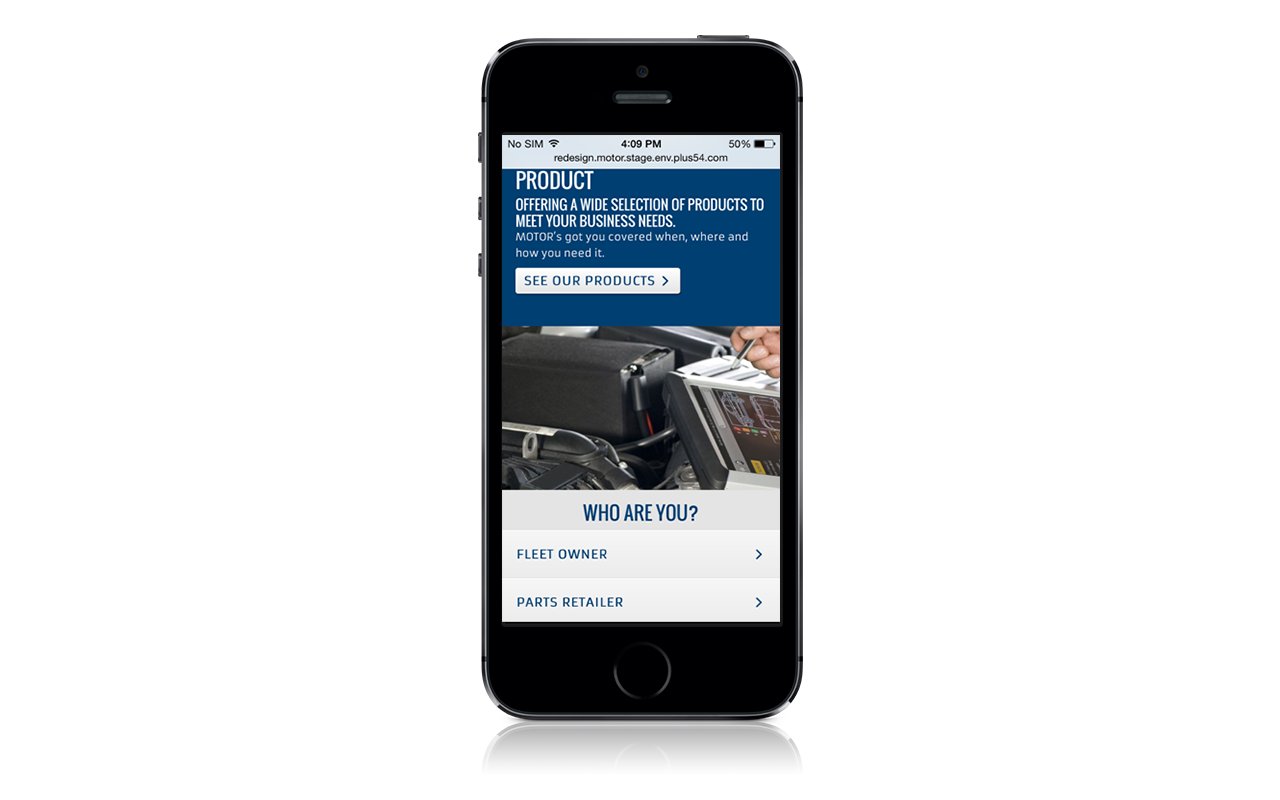 No SIM 4:09 PM 50%
redesign.motor.stage.env.plus54.com
PRODUCT
OFFERING A WIDE SELECTION OF PRODUCTS TO
MEET YOUR BUSINESS NEEDS.
MOTOR's got you covered when, where and
how you need it.
SEE OUR PRODUCTS
WHO ARE YOU?
FLEET OWNER
PARTS RETAILER